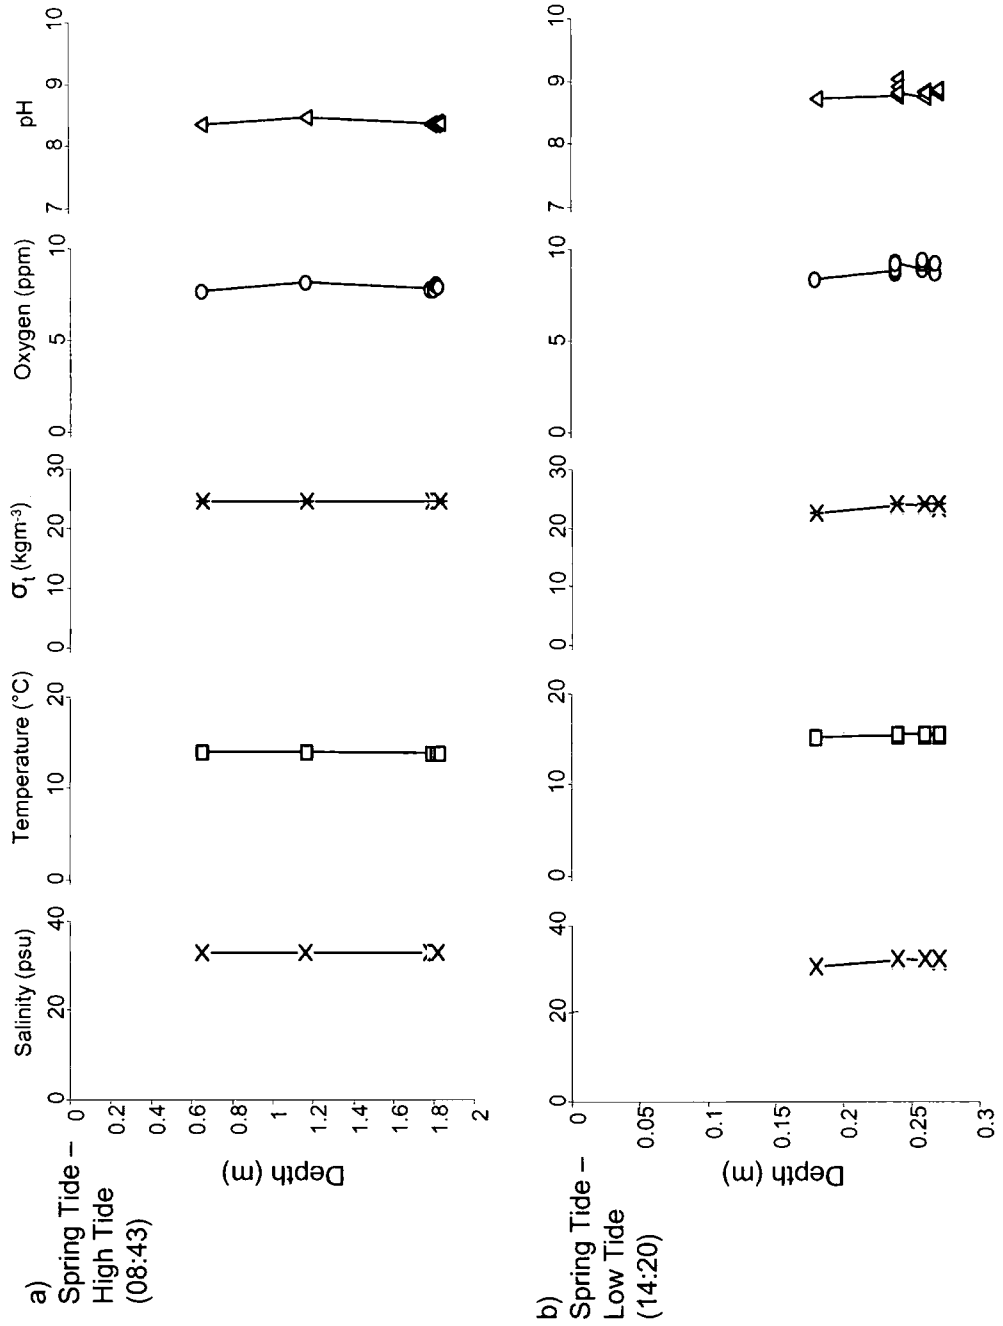 a)
Spring Tide –
High Tide
(08:43)
Salinity (psu)
0 20 40
Temperature (°C)
0 10 20
σt (kgm-3)
0 10 20 30
Oxygen (ppm)
0 5 10
pH
7 8 9 10
Depth (m)
0
0.2
0.4
0.6
0.8
1
1.2
1.4
1.6
1.8
2
b)
Spring Tide –
Low Tide
(14:20)
0 20 40
0 10 20
0 10 20 30
0 5 10
7 8 9 10
Depth (m)
0
0.05
0.1
0.15
0.2
0.25
0.3